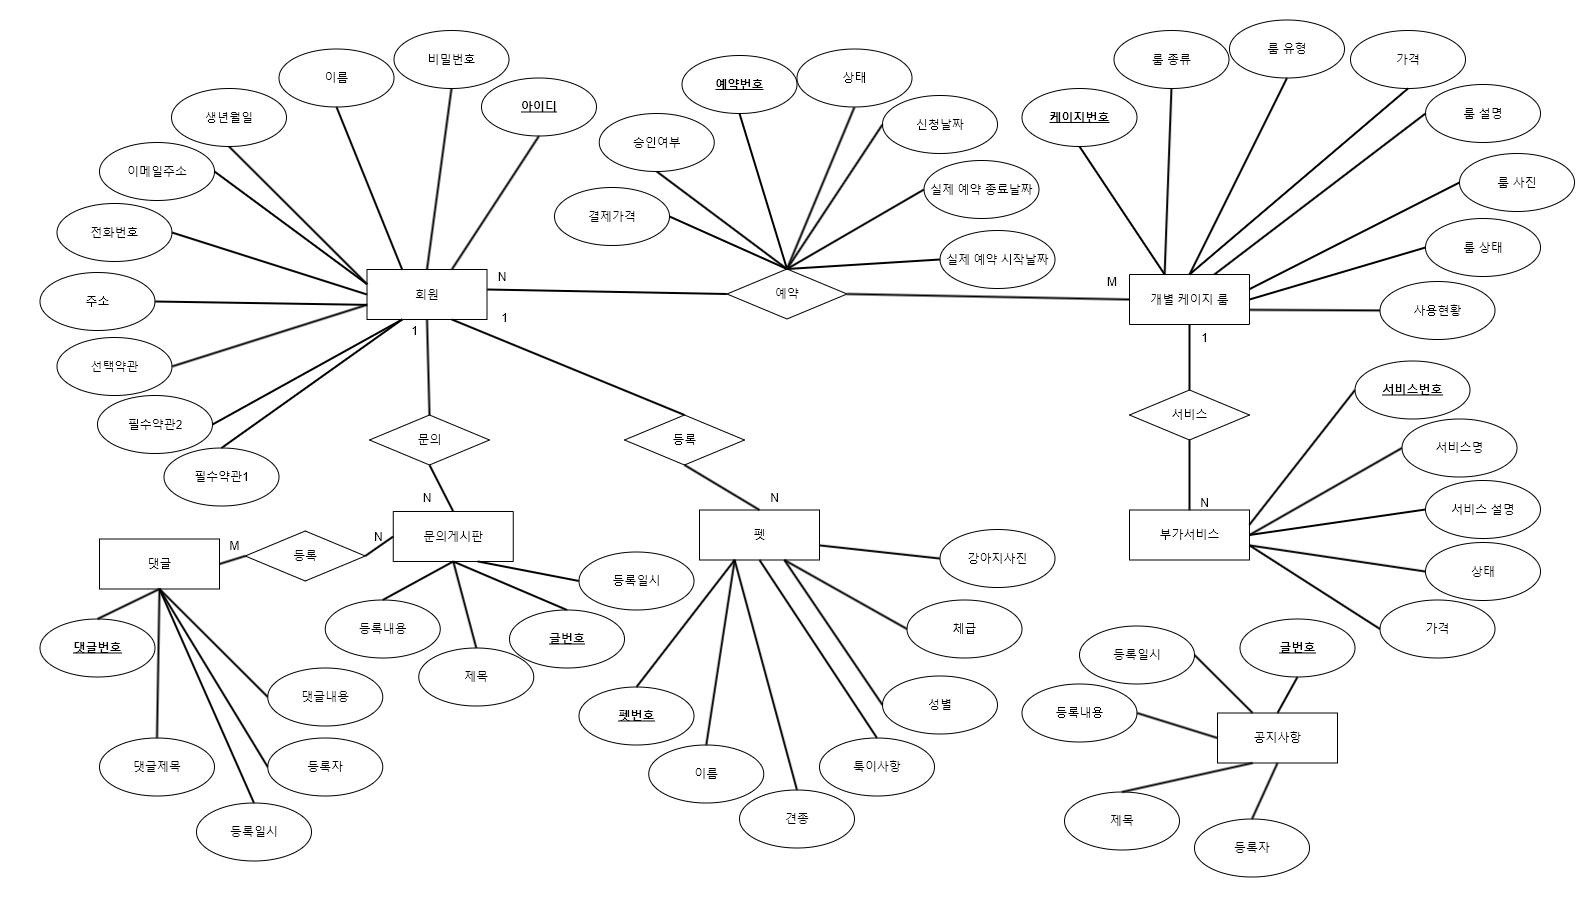 비밀번호
이름
아이디
생년월일
이메일주소
전화번호
주소
선택약관
필수약관2
필수약관1
회원
N
1
1
예약번호
상태
승인여부
신청날짜
결제가격
실제 예약 종료날짜
실제 예약 시작날짜
예약
M
룸 종류
룸 유형
가격
케이지번호
룸 설명
룸 사진
룸 상태
사용현황
개별 케이지 룸
1
서비스
N
부가서비스
서비스번호
서비스명
서비스 설명
상태
가격
문의
N
등록
N
문의게시판
N
등록
M
댓글
댓글번호
댓글내용
댓글제목
등록자
등록일시
등록일시
등록내용
글번호
제목
펫
강아지사진
체급
성별
펫번호
이름
특이사항
견종
등록일시
글번호
등록내용
공지사항
제목
등록자